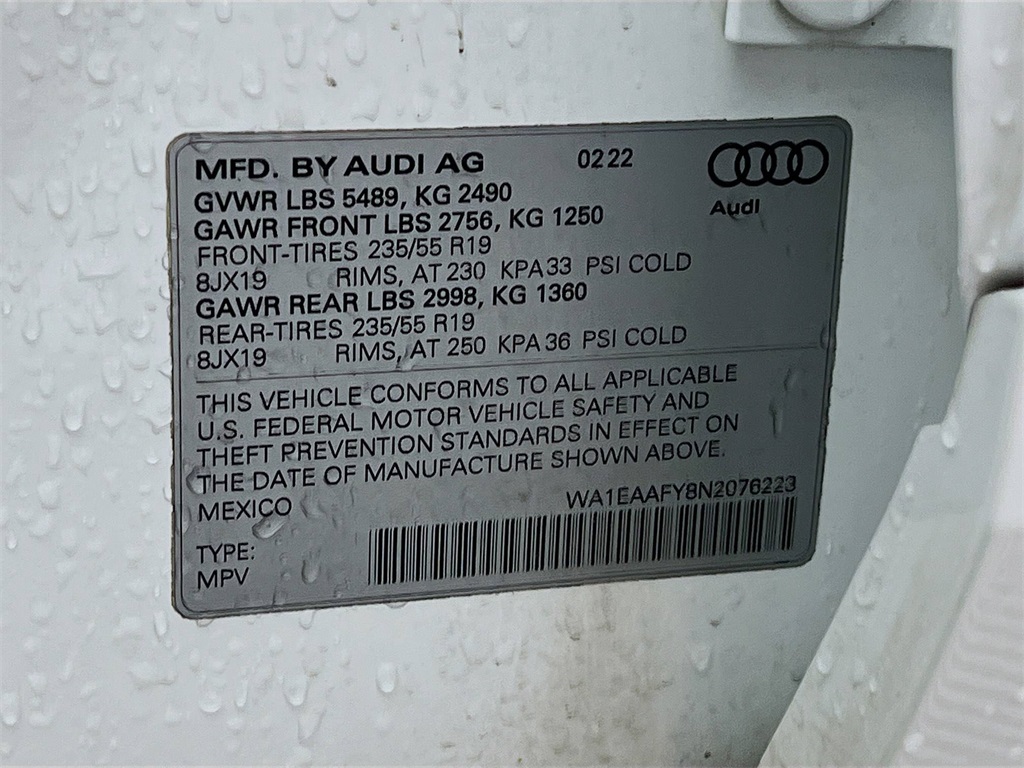 MFD. BY AUDI AG 0222
Audi
GVWR LBS 5489, KG 2490
GAWR FRONT LBS 2756, KG 1250
FRONT-TIRES 235/55 R19
8JX19 RIMS, AT 230 KPA 33 PSI COLD
GAWR REAR LBS 2998, KG 1360
REAR-TIRES 235/55 R19
8JX19 RIMS, AT 250 KPA 36 PSI COLD
THIS VEHICLE CONFORMS TO ALL APPLICABLE
U.S. FEDERAL MOTOR VEHICLE SAFETY AND
THEFT PREVENTION STANDARDS IN EFFECT ON
THE DATE OF MANUFACTURE SHOWN ABOVE.
MEXICO WA1EAAFY8N2076223
TYPE:
MPV